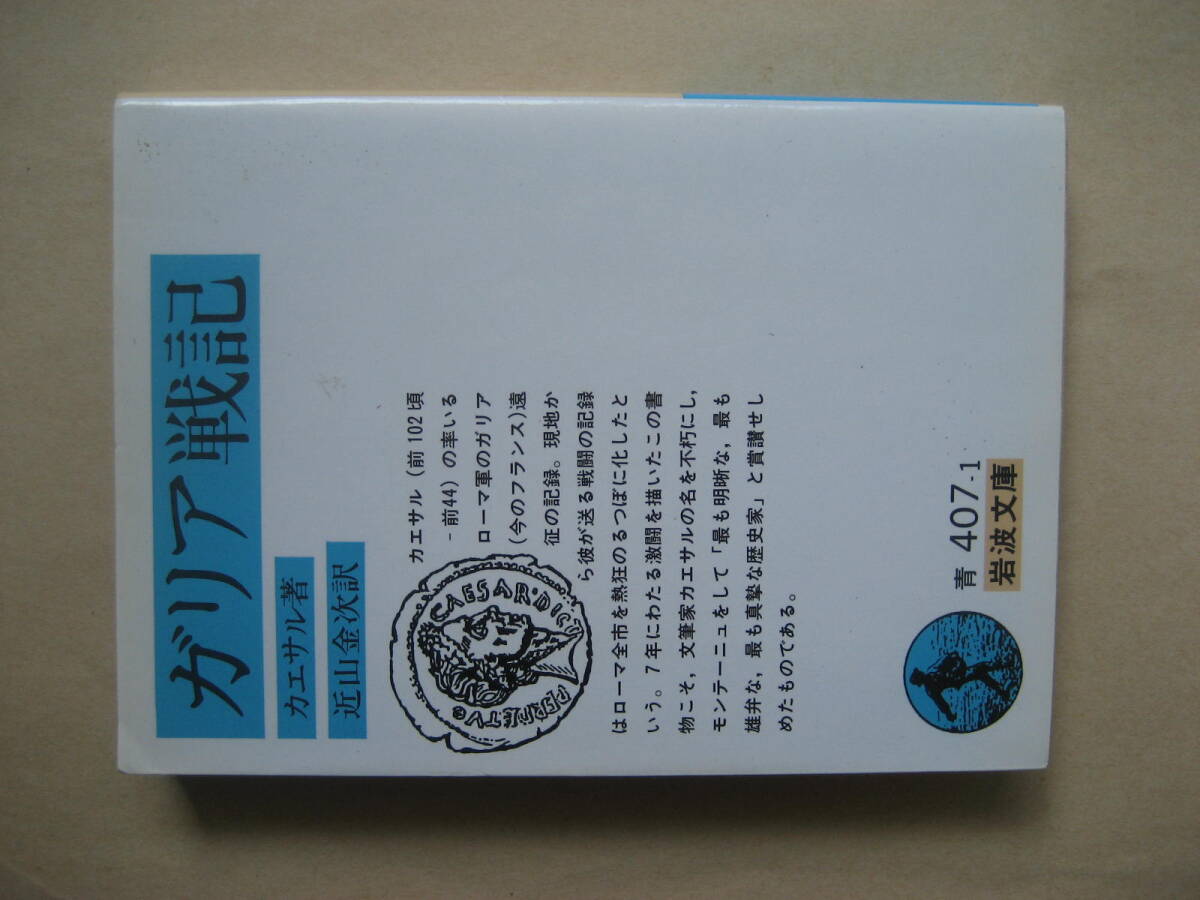 ガリア戦記
カエサル著
近山金次訳
カエサル（前102頃
-前44）の率いる
ローマ軍のガリア
（今のフランス）遠
征の記録。現地か
ら彼が送る戦闘の記録
はローマ全市を熱狂のるつぼに化したと
いう。7年にわたる激闘を描いたこの書
物こそ，文筆家カエサルの名を不朽にし，
モンテーニュをして「最も明晰な，最も
雄弁な，最も真摯な歴史家」と賞讃せし
めたものである。
CAESAR·DICT
PERPETVO
青 407-1
岩波文庫